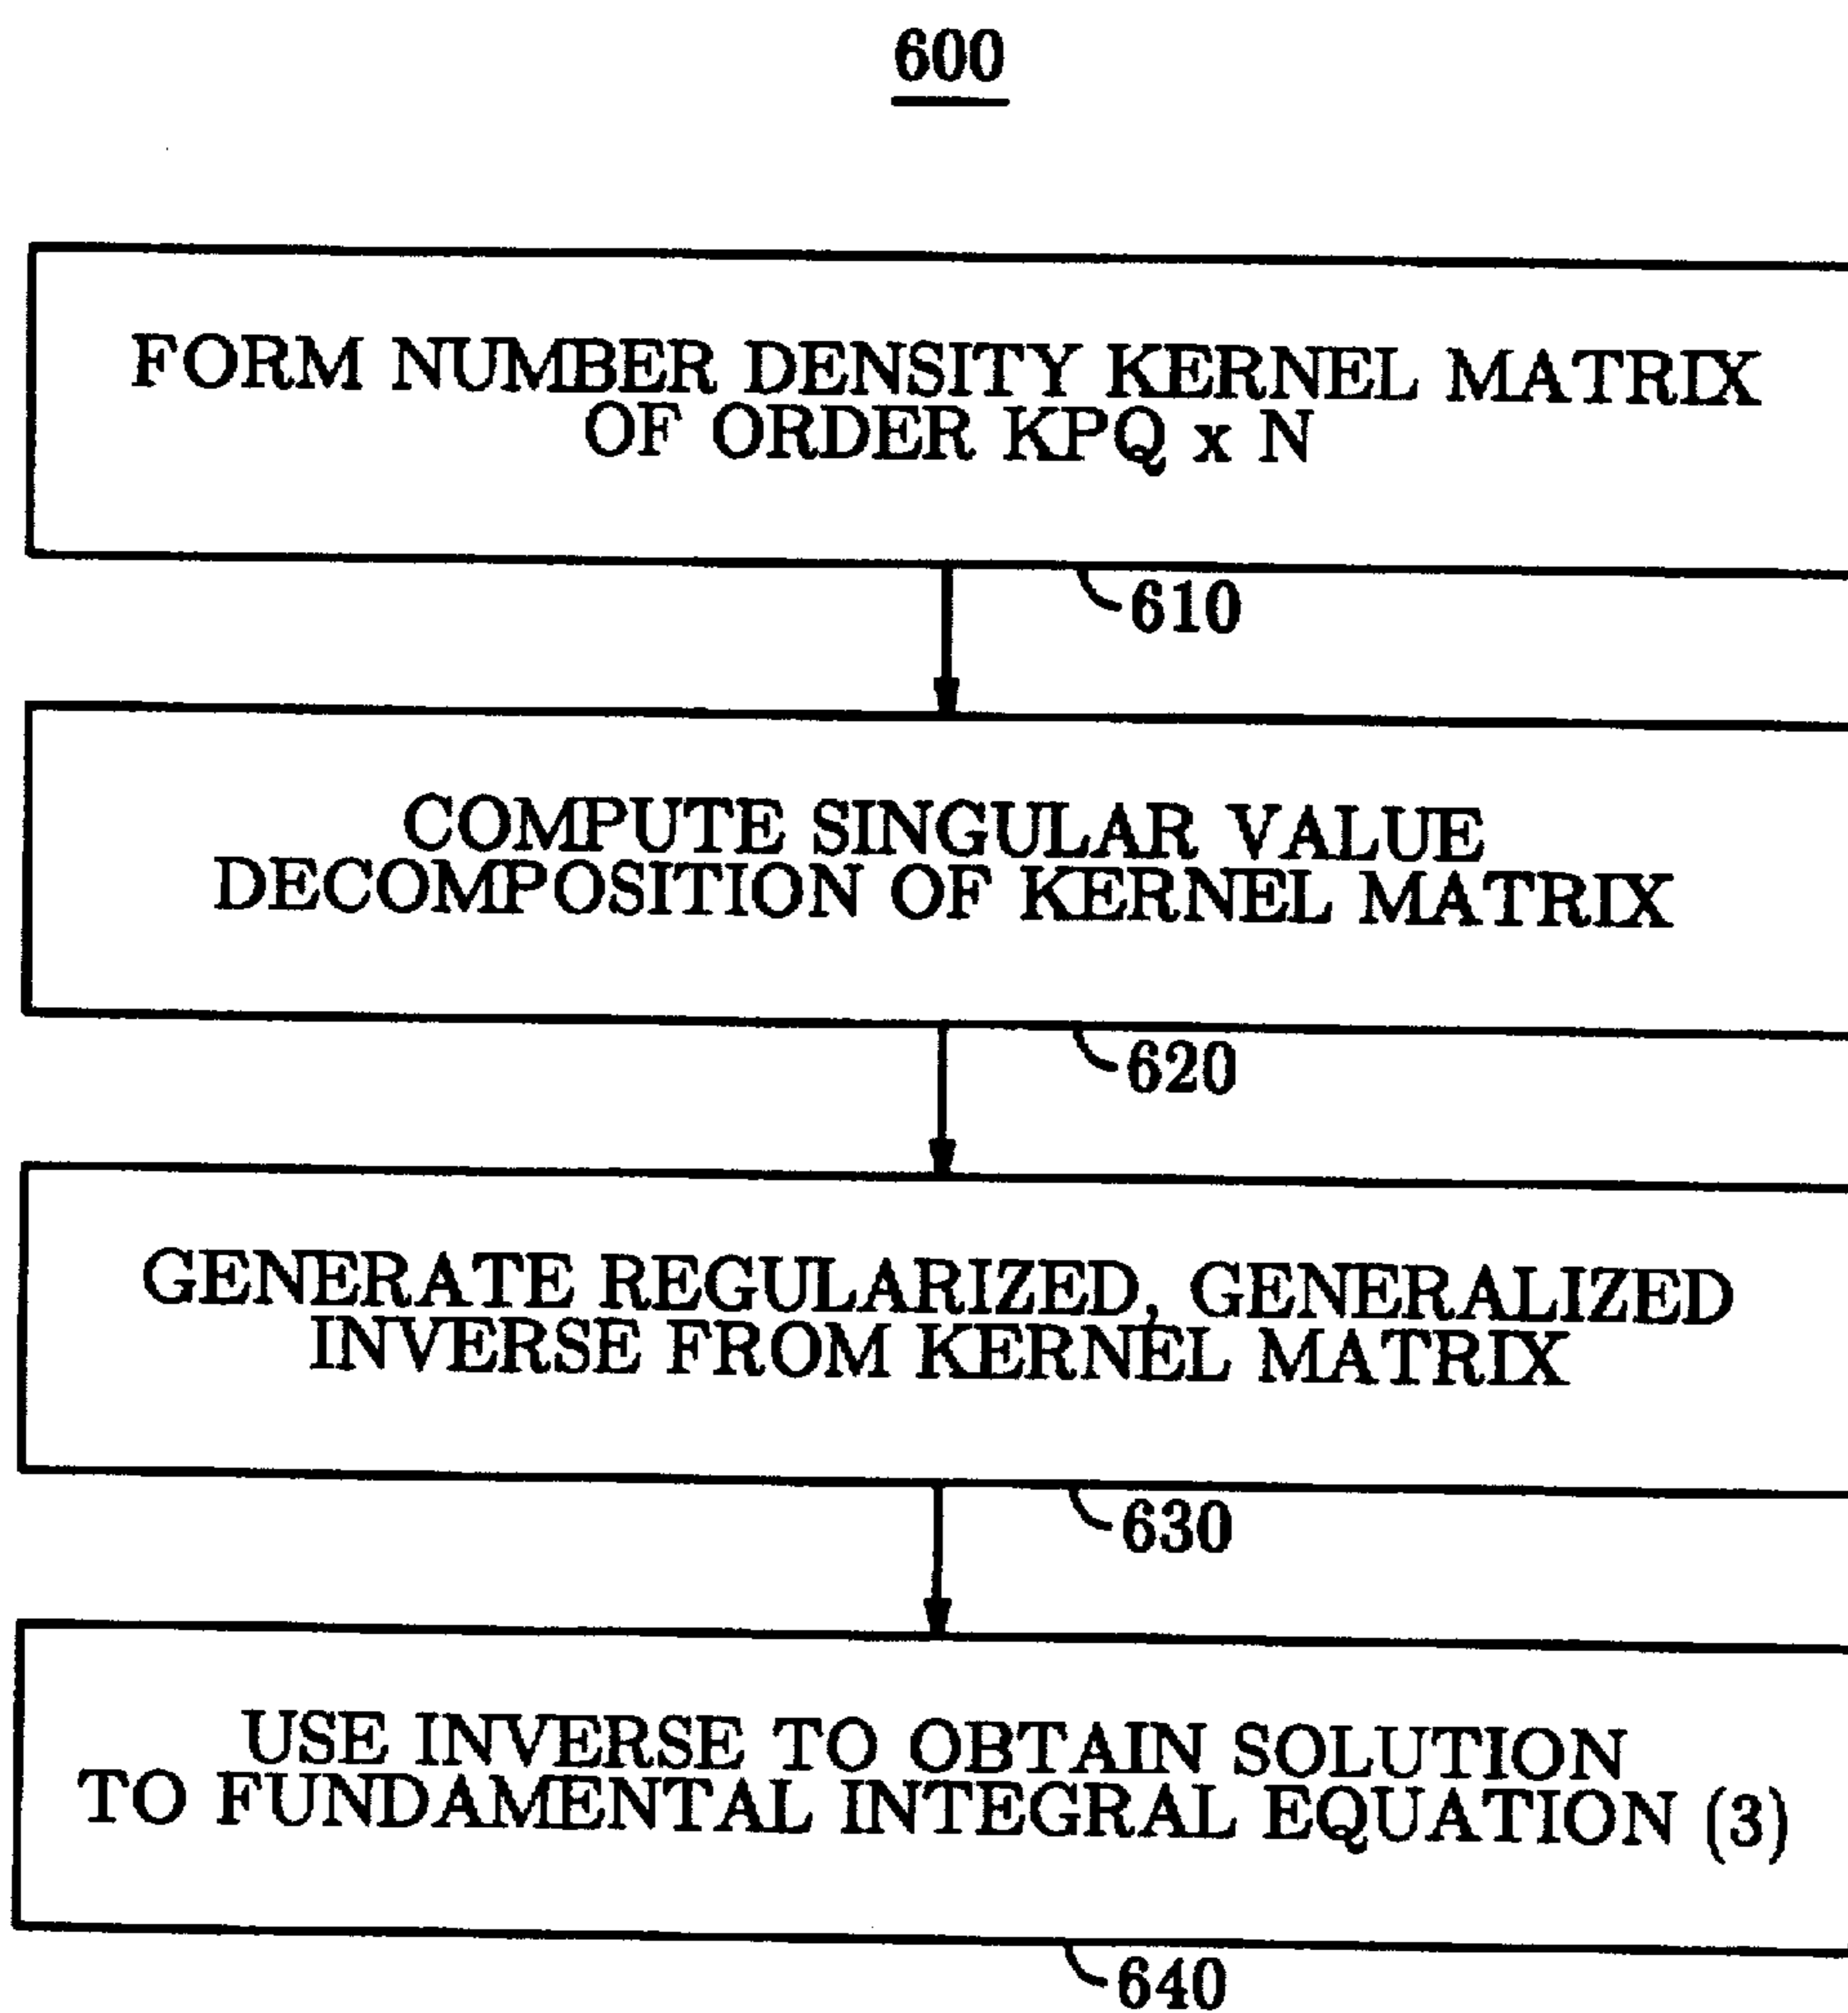 600
FORM NUMBER DENSITY KERNEL MATRIX
OF ORDER KPQ x N
610
COMPUTE SINGULAR VALUE
DECOMPOSITION OF KERNEL MATRIX
620
GENERATE REGULARIZED, GENERALIZED
INVERSE FROM KERNEL MATRIX
630
USE INVERSE TO OBTAIN SOLUTION
TO FUNDAMENTAL INTEGRAL EQUATION (3)
640